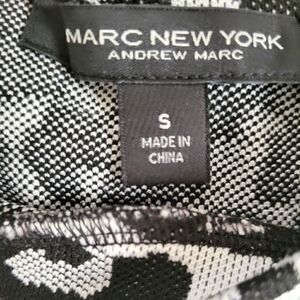 MARC NEW YORK
ANDREW MARC
S
MADE IN
CHINA